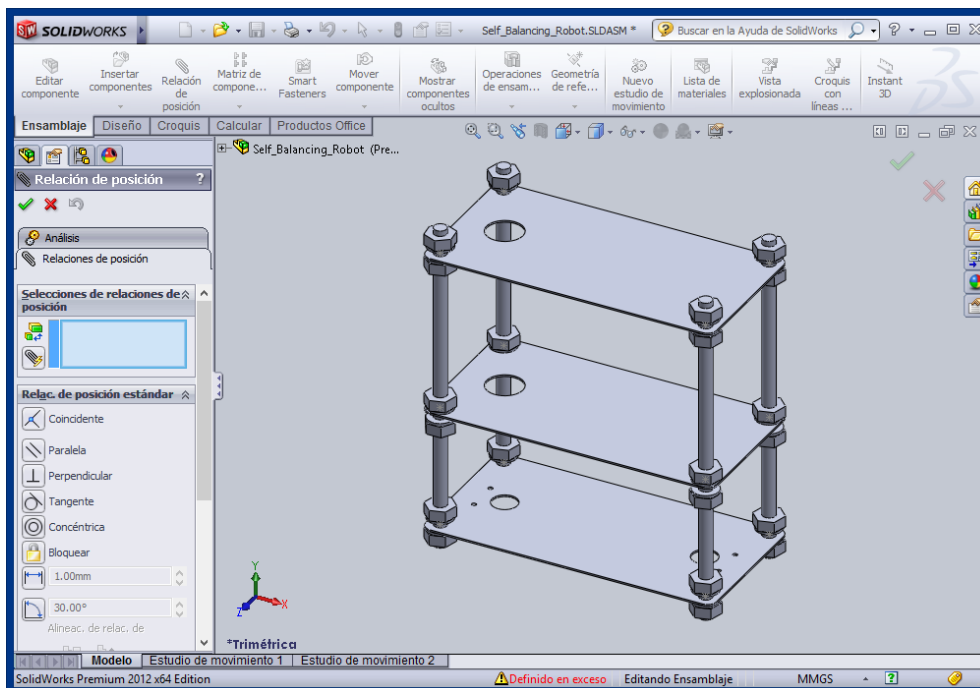 SOLIDWORKS
Self_Balancing_Robot.SLDASM *
Buscar en la Ayuda de SolidWorks
Editar componente
Insertar componentes
Relación de posición
Matriz de compone...
Smart Fasteners
Mover componente
Mostrar componentes ocultos
Operaciones de ensam...
Geometría de refe...
Nuevo estudio de movimiento
Lista de materiales
Vista explosionada
Croquis con líneas ...
Instant 3D
Ensamblaje
Diseño
Croquis
Calcular
Productos Office
Self_Balancing_Robot (Pre...
Relación de posición
?
Análisis
Relaciones de posición
Selecciones de relaciones de posición
Relac. de posición estándar
Coincidente
Paralela
Perpendicular
Tangente
Concéntrica
Bloquear
1.00mm
30.00°
Alineac. de relac. de
Y
X
Z
*Trimétrica
Modelo
Estudio de movimiento 1
Estudio de movimiento 2
SolidWorks Premium 2012 x64 Edition
Definido en exceso
Editando Ensamblaje
MMGS
?